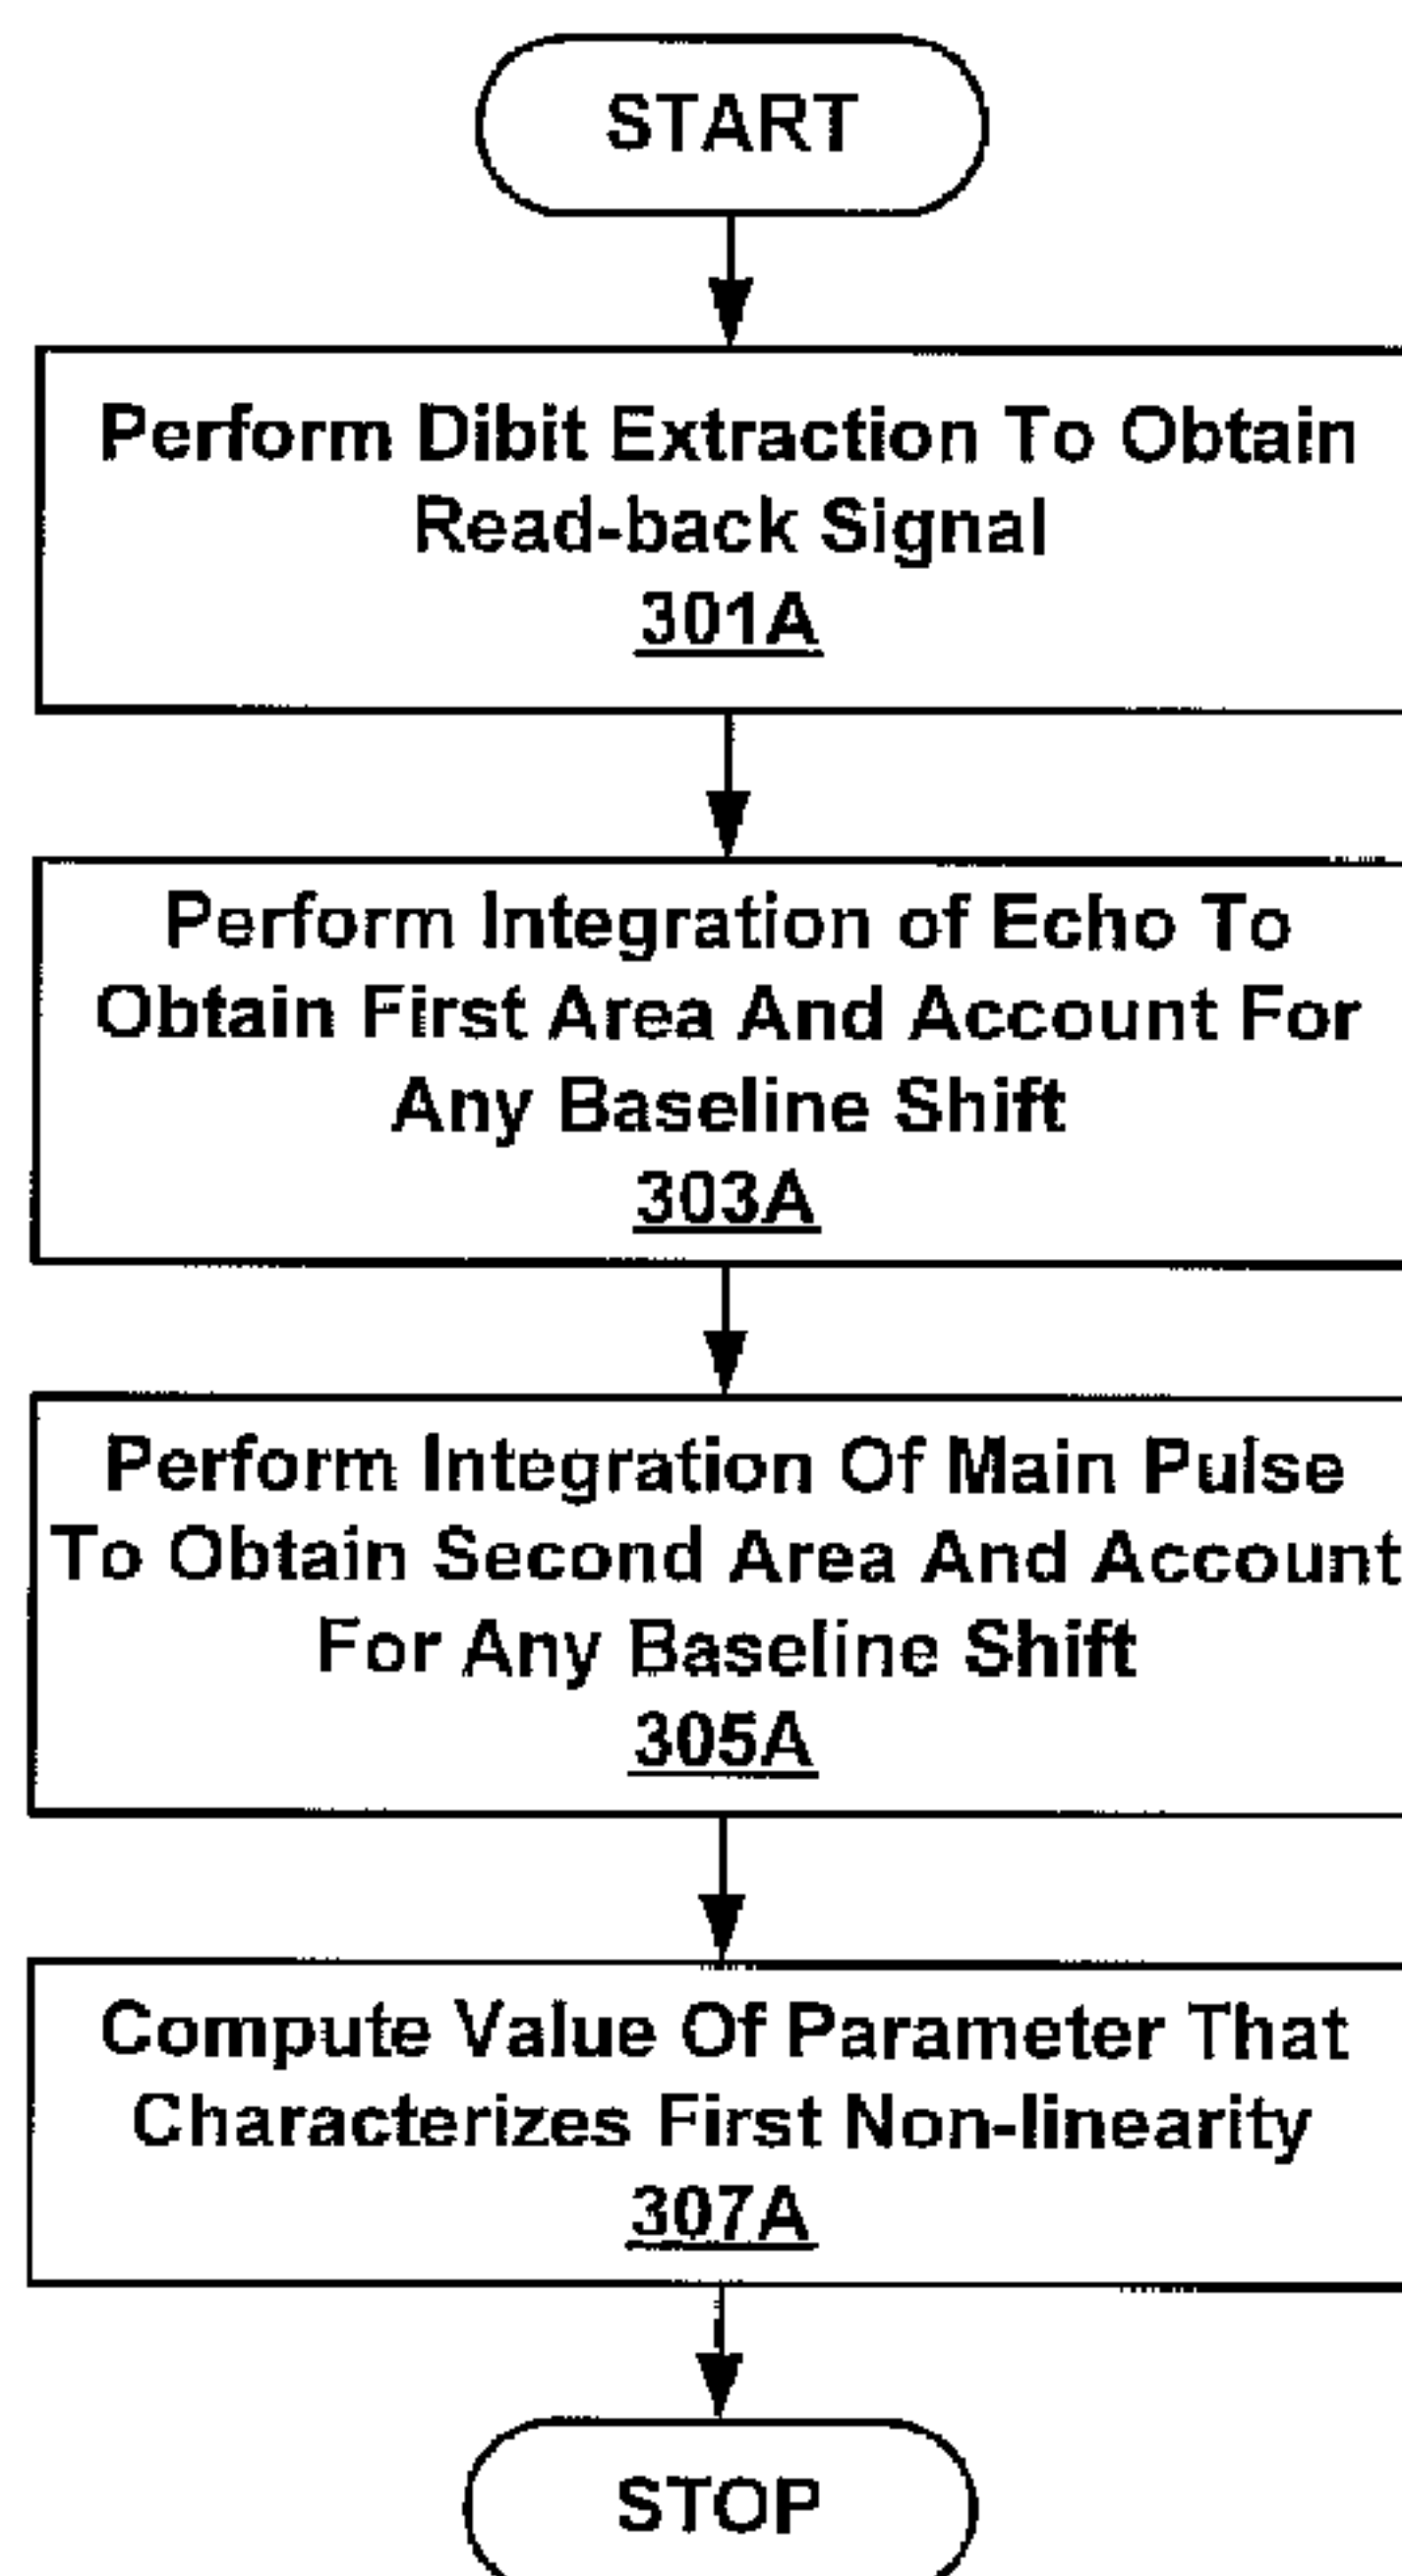 START
Perform Dibit Extraction To Obtain
Read-back Signal
301A
Perform Integration of Echo To
Obtain First Area And Account For
Any Baseline Shift
303A
Perform Integration Of Main Pulse
To Obtain Second Area And Account
For Any Baseline Shift
305A
Compute Value Of Parameter That
Characterizes First Non-linearity
307A
STOP